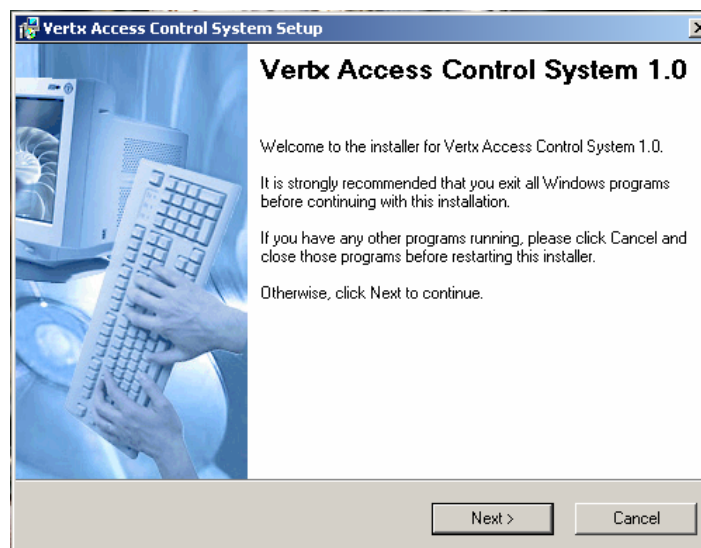 Vertx Access Control System Setup
Vertx Access Control System 1.0
Welcome to the installer for Vertx Access Control System 1.0.
It is strongly recommended that you exit all Windows programs
before continuing with this installation.
If you have any other programs running, please click Cancel and
close those programs before restarting this installer.
Otherwise, click Next to continue.
Next >
Cancel